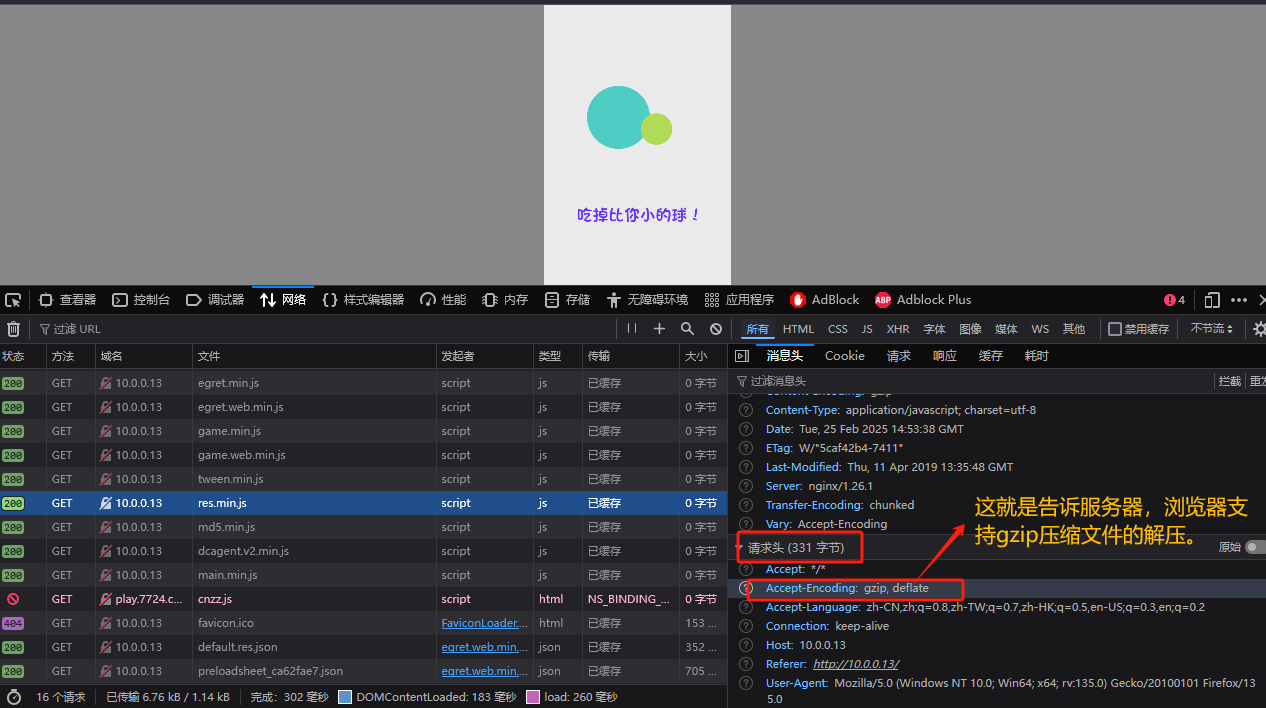 吃掉比你小的球！
查看器 控制台 调试器 网络 样式编辑器 性能 内存 存储 无障碍环境 应用程序 AdBlock ABP Adblock Plus 4
过滤 URL 所有 HTML CSS JS XHR 字体 图像 媒体 WS 其他 禁用缓存 不节流
状态 方法 域名 文件 发起者 类型 传输 大小
200 GET 10.0.0.13 egret.min.js script js 已缓存 0 字节
200 GET 10.0.0.13 egret.web.min.js script js 已缓存 0 字节
200 GET 10.0.0.13 game.min.js script js 已缓存 0 字节
200 GET 10.0.0.13 game.web.min.js script js 已缓存 0 字节
200 GET 10.0.0.13 tween.min.js script js 已缓存 0 字节
200 GET 10.0.0.13 res.min.js script js 已缓存 0 字节
200 GET 10.0.0.13 md5.min.js script js 已缓存 0 字节
200 GET 10.0.0.13 dcagent.v2.min.js script js 已缓存 0 字节
200 GET 10.0.0.13 main.min.js script js 已缓存 0 字节
GET play.7724.c... cnzz.js script html NS_BINDING_... 0 字节
404 GET 10.0.0.13 favicon.ico FaviconLoader.... html 已缓存 153 ...
200 GET 10.0.0.13 default.res.json egret.web.min.... json 已缓存 352 ...
200 GET 10.0.0.13 preloadsheet_ca62fae7.json egret.web.min.... json 已缓存 705 ...
16 个请求 已传输 6.76 kB / 1.14 kB 完成：302 毫秒 DOMContentLoaded: 183 毫秒 load: 260 毫秒
消息头 Cookie 请求 响应 缓存 耗时
过滤消息头 拦截 重发
Content-Encoding: gzip
Content-Type: application/javascript; charset=utf-8
Date: Tue, 25 Feb 2025 14:53:38 GMT
ETag: W/"5caf42b4-7411"
Last-Modified: Thu, 11 Apr 2019 13:35:48 GMT
Server: nginx/1.26.1
Transfer-Encoding: chunked
Vary: Accept-Encoding
这就是告诉服务器，浏览器支
持gzip压缩文件的解压。
请求头 (331 字节) 原始
Accept: */*
Accept-Encoding: gzip, deflate
Accept-Language: zh-CN,zh;q=0.8,zh-TW;q=0.7,zh-HK;q=0.5,en-US;q=0.3,en;q=0.2
Connection: keep-alive
Host: 10.0.0.13
Referer: http://10.0.0.13/
User-Agent: Mozilla/5.0 (Windows NT 10.0; Win64; x64; rv:135.0) Gecko/20100101 Firefox/13
5.0